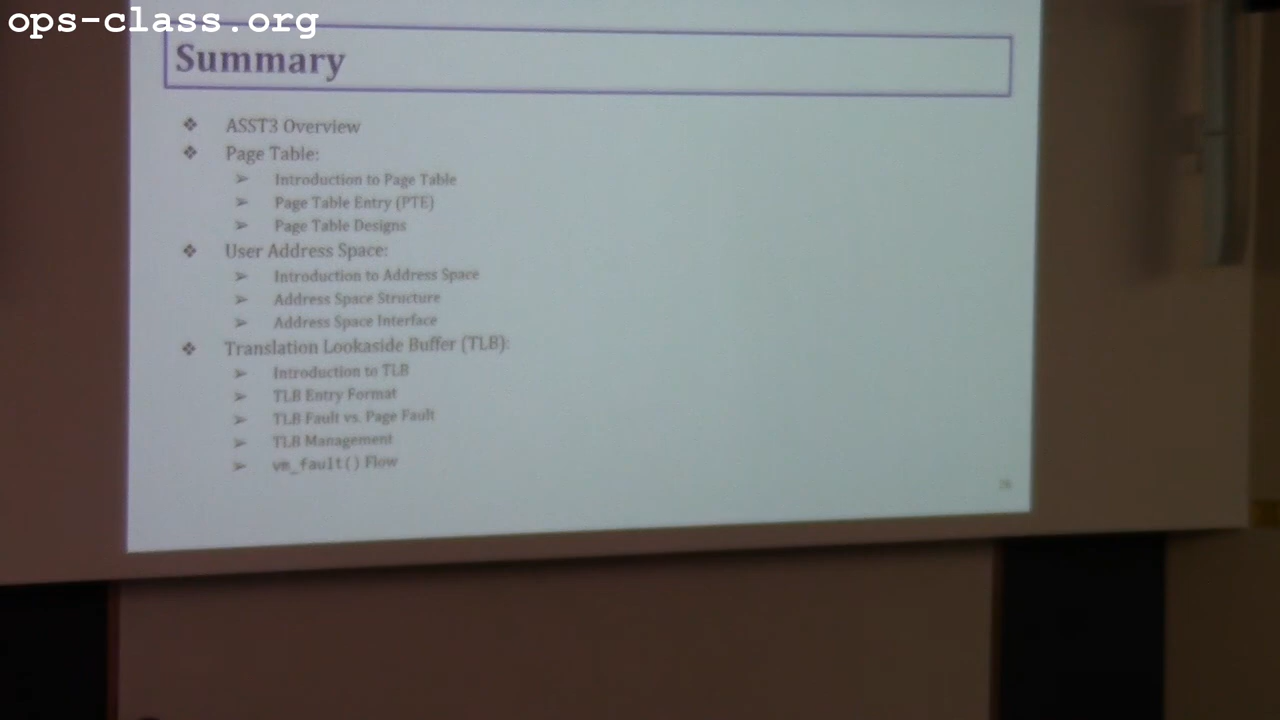 ops-class.org
Summary
❖ ASST3 Overview
❖ Page Table:
➢ Introduction to Page Table
➢ Page Table Entry (PTE)
➢ Page Table Designs
❖ User Address Space:
➢ Introduction to Address Space
➢ Address Space Structure
➢ Address Space Interface
❖ Translation Lookaside Buffer (TLB):
➢ Introduction to TLB
➢ TLB Entry Format
➢ TLB Fault vs. Page Fault
➢ TLB Management
➢ vm_fault() Flow